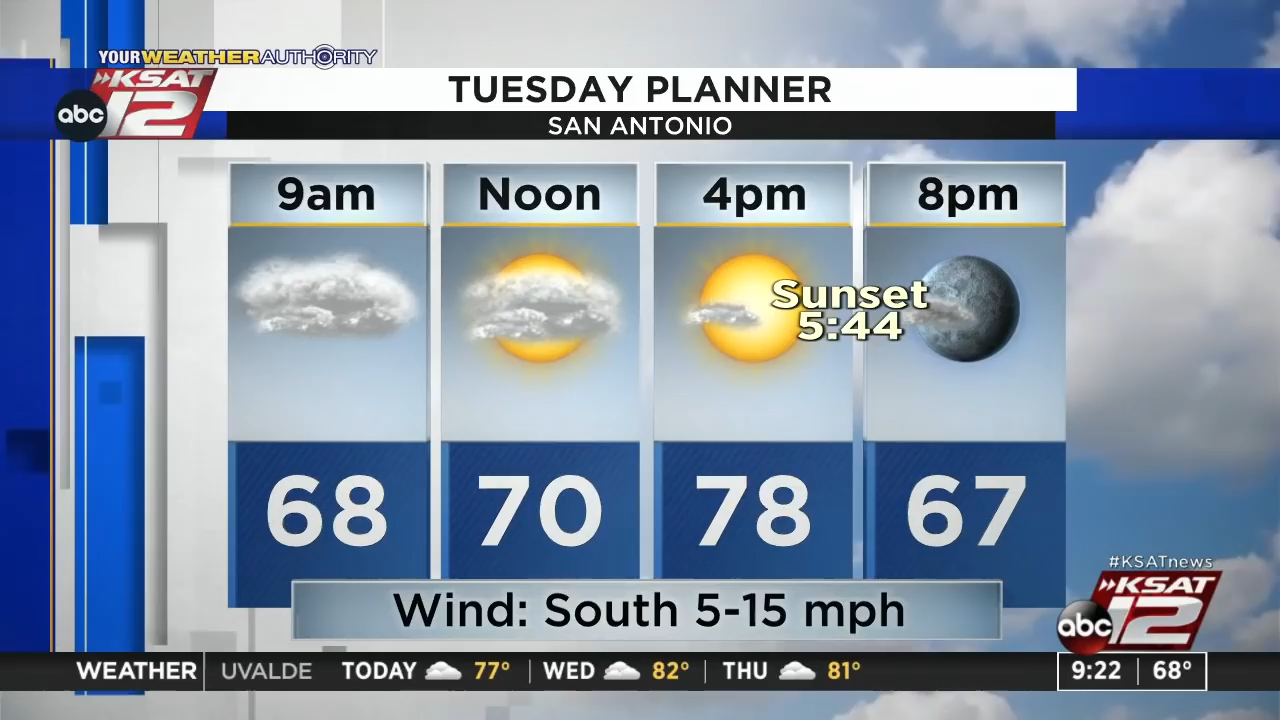 YOUR WEATHER AUTHORITY
KSAT
abc 12
TUESDAY PLANNER
SAN ANTONIO
9am Noon 4pm 8pm
Sunset
5:44
68 70 78 67
Wind: South 5-15 mph
#KSATnews
KSAT
abc 12
WEATHER UVALDE TODAY 77° WED 82° THU 81° 9:22 68°